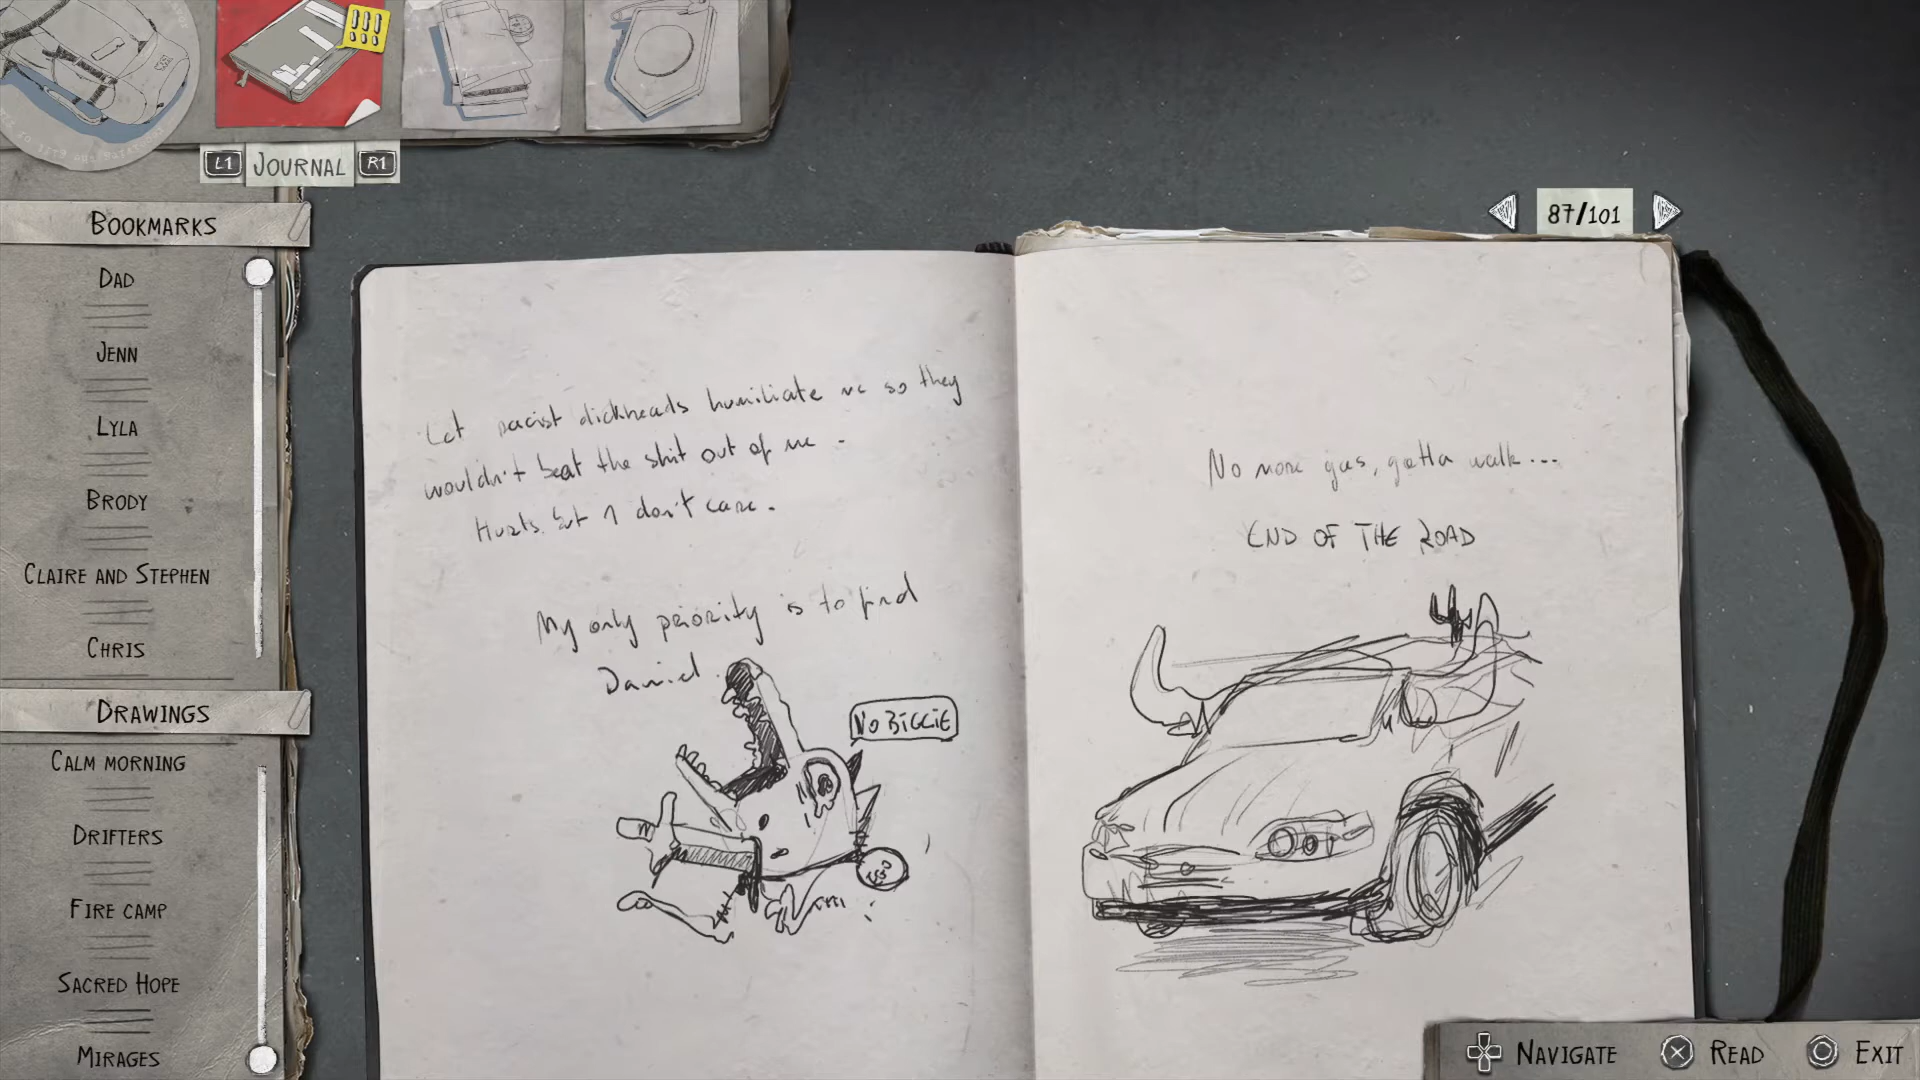 L1 JOURNAL R1
87/101
BOOKMARKS
DAD
JENN
LYLA
BRODY
CLAIRE AND STEPHEN
CHRIS
DRAWINGS
CALM MORNING
DRIFTERS
FIRE CAMP
SACRED HOPE
MIRAGES
Let racist dickheads humiliate me so they
wouldn't beat the shit out of me.
Hurts but I don't care.
My only priority is to find
Daniel.
NO BIGGIE
No more gas, gotta walk...
END OF THE ROAD
NAVIGATE READ EXIT